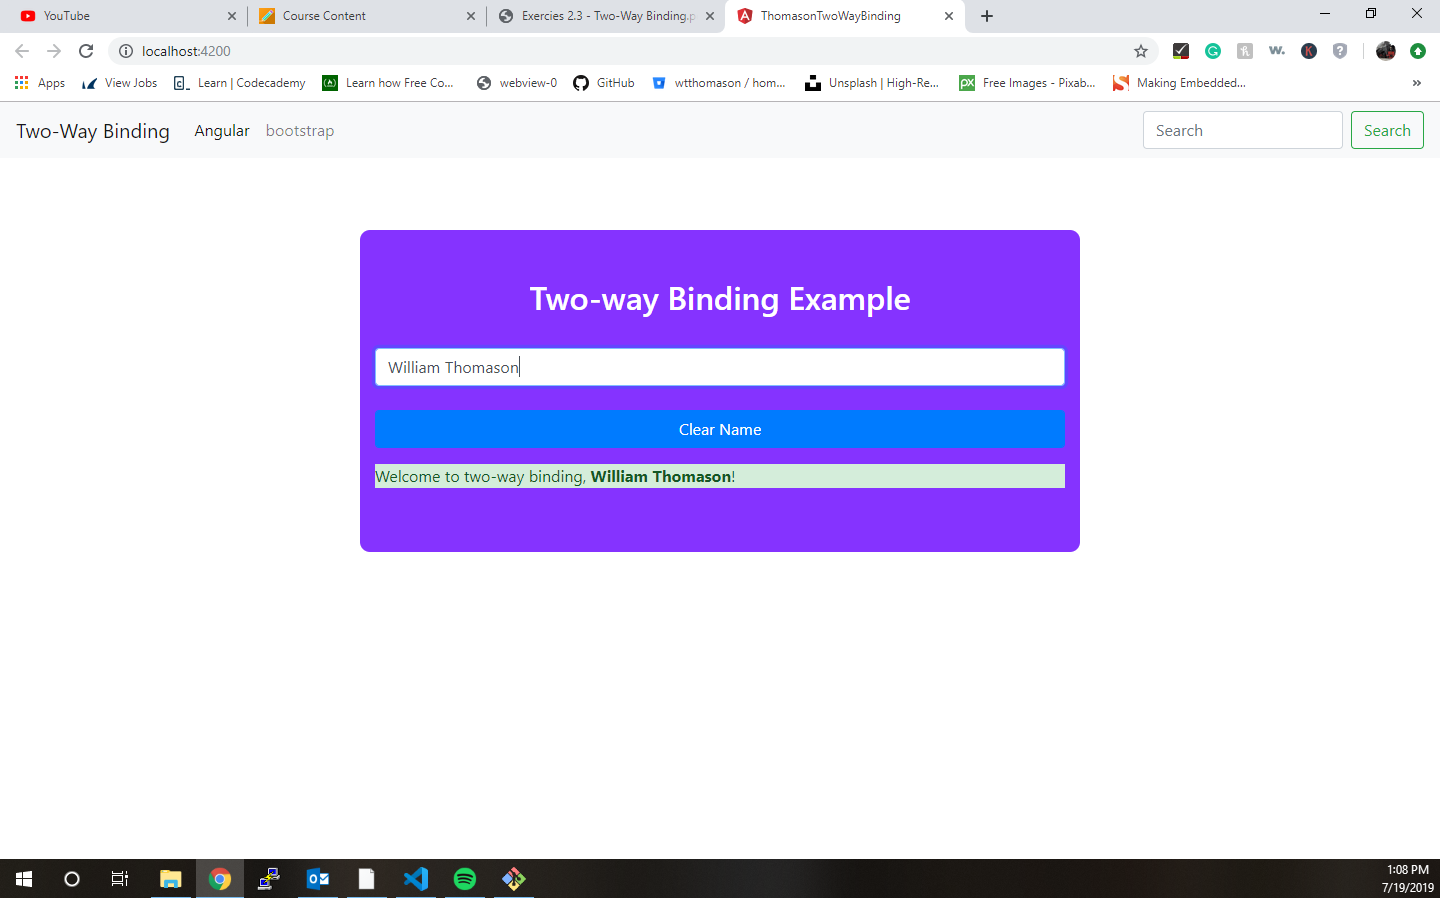 YouTube
Course Content
Exercies 2.3 - Two-Way Binding.p
ThomasonTwoWayBinding
localhost:4200
Apps
View Jobs
Learn | Codecademy
Learn how Free Co...
webview-0
GitHub
wtthomason / hom...
Unsplash | High-Re...
Free Images - Pixab...
Making Embedded...
Two-Way Binding
Angular
bootstrap
Search
Search
Two-way Binding Example
William Thomason
Clear Name
Welcome to two-way binding, William Thomason!
1:08 PM
7/19/2019